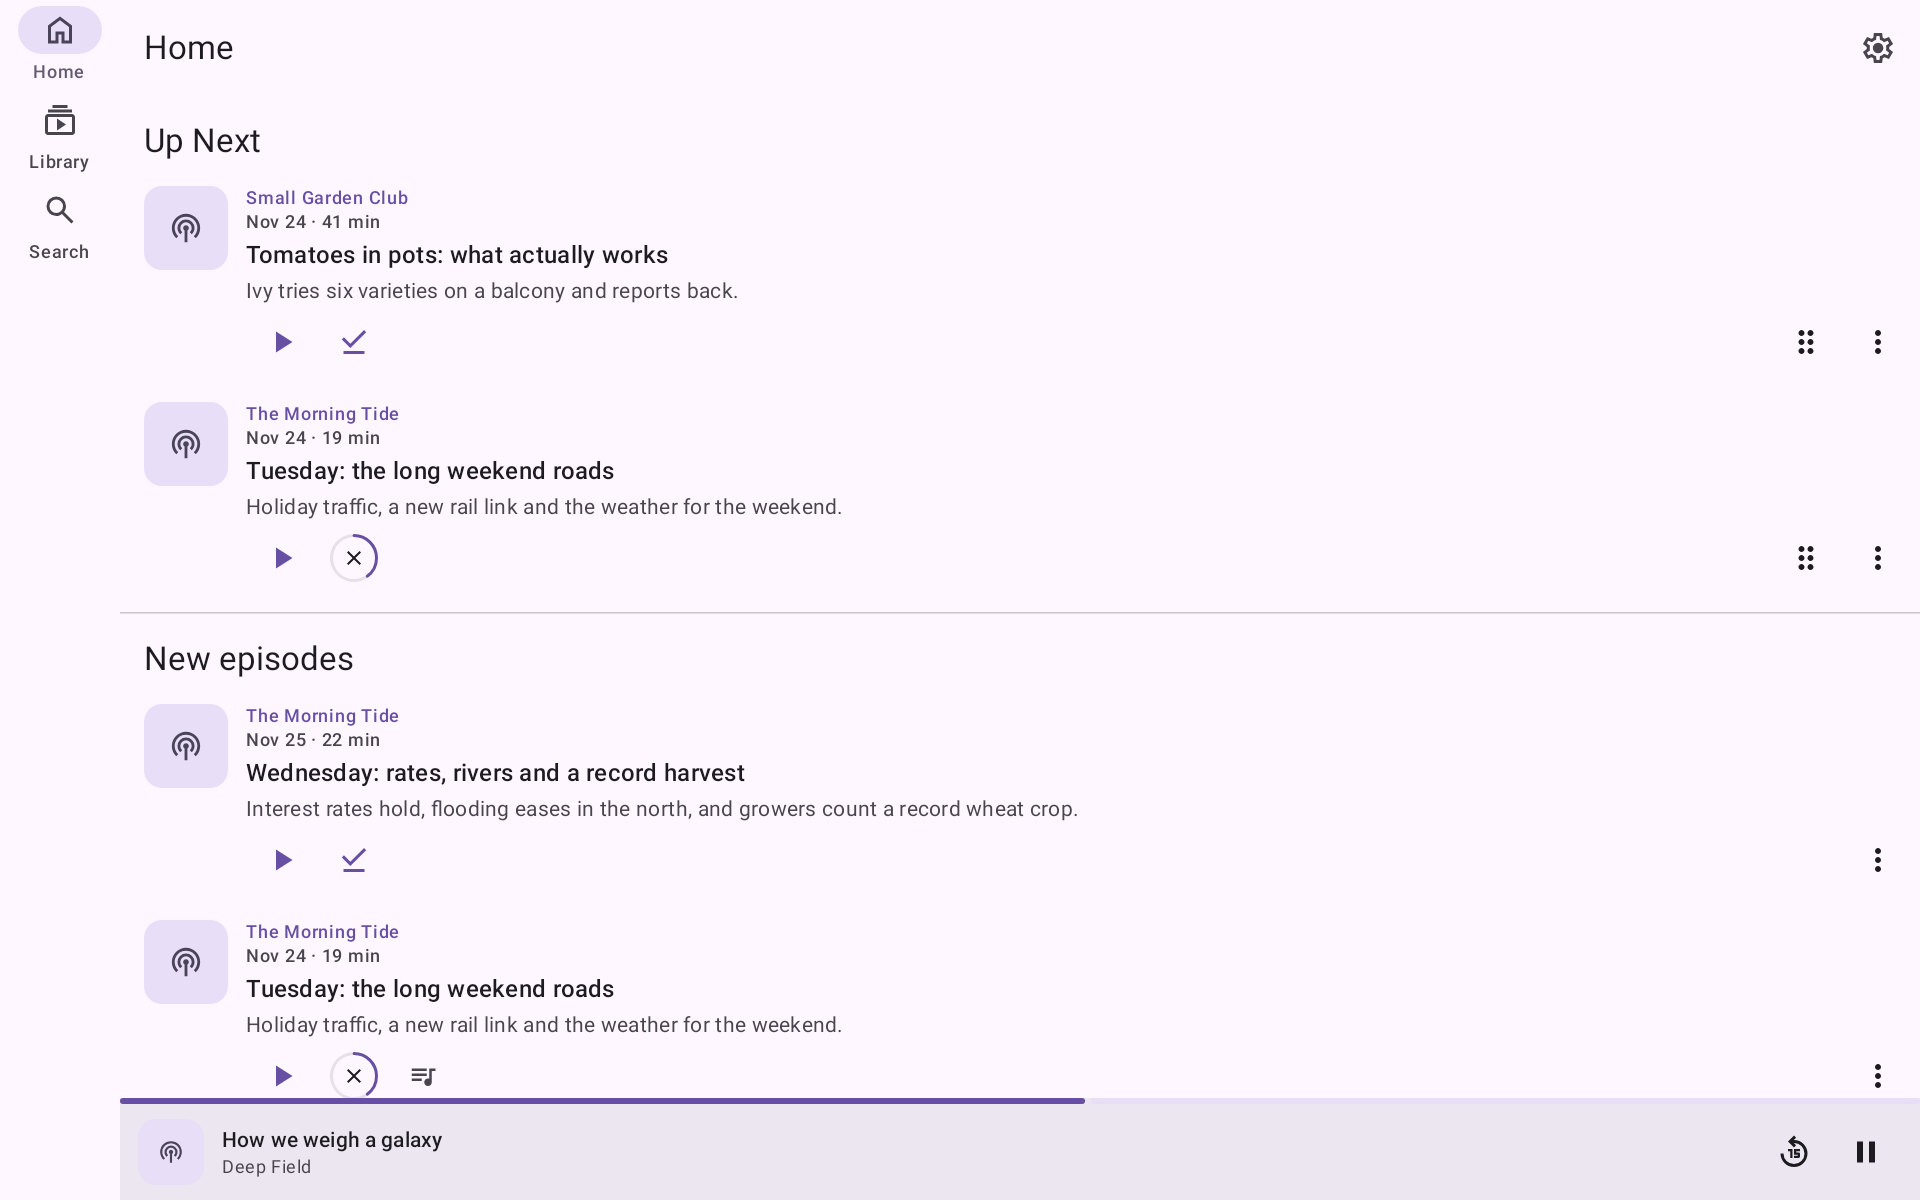 Home
Library
Search
Home
Up Next
Small Garden Club
Nov 24 · 41 min
Tomatoes in pots: what actually works
Ivy tries six varieties on a balcony and reports back.
The Morning Tide
Nov 24 · 19 min
Tuesday: the long weekend roads
Holiday traffic, a new rail link and the weather for the weekend.
New episodes
The Morning Tide
Nov 25 · 22 min
Wednesday: rates, rivers and a record harvest
Interest rates hold, flooding eases in the north, and growers count a record wheat crop.
The Morning Tide
Nov 24 · 19 min
Tuesday: the long weekend roads
Holiday traffic, a new rail link and the weather for the weekend.
How we weigh a galaxy
Deep Field
15